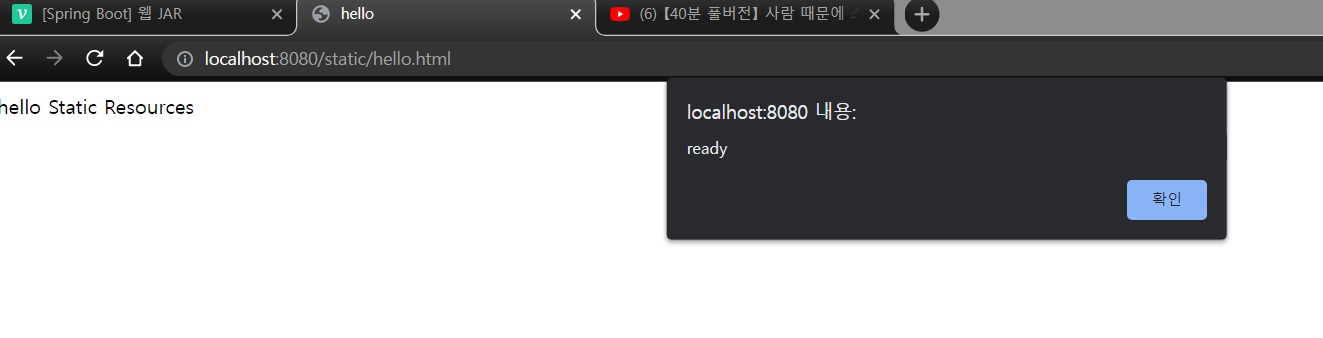 [Spring Boot] 웹 JAR
hello
(6) 【40분 풀버전】 사람 때문에
localhost:8080/static/hello.html
hello Static Resources
localhost:8080 내용:
ready
확인